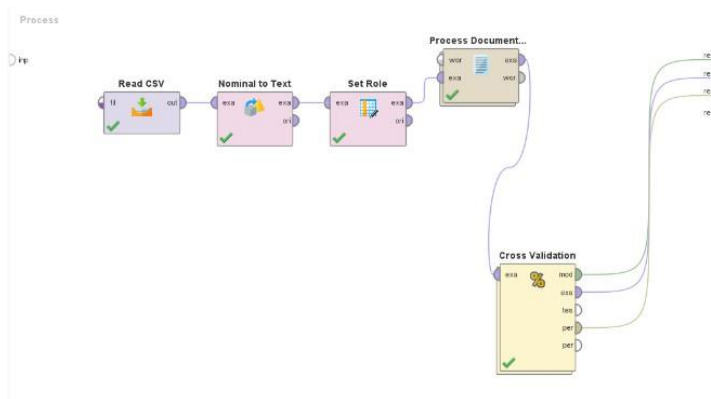 Process
inp
Process Document...
wor
exa
exa
wor
Read CSV
fil
out
Nominal to Text
exa
exa
ori
Set Role
exa
exa
ori
re
re
re
re
Cross Validation
exa
mod
exa
tes
per
per